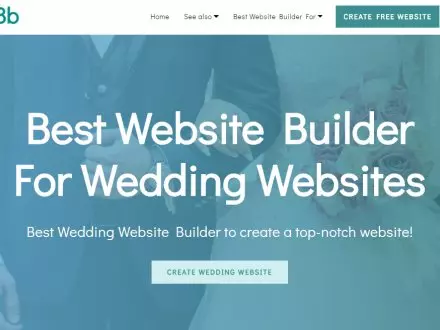 3b
Home See also Best Website Builder For CREATE FREE WEBSITE
Best Website Builder
For Wedding Websites
Best Wedding Website Builder to create a top-notch website!
CREATE WEDDING WEBSITE